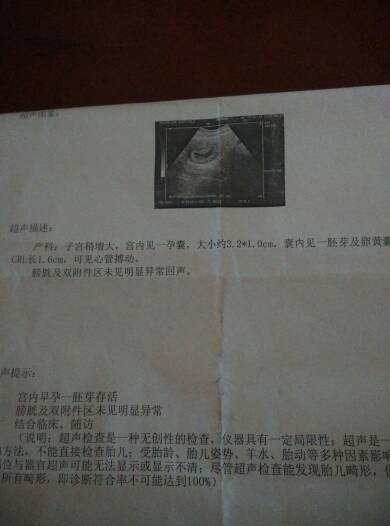 超声图像:
超声描述:
产科: 子宫稍增大, 宫内见一孕囊, 大小约3.2*1.0cm, 囊内见一胚芽及卵黄囊
CRL长1.6cm, 可见心管搏动。
膀胱及双附件区未见明显异常回声。
声提示:
宫内早孕一胚芽存活
膀胱及双附件区未见明显异常
结合临床, 随访
(说明: 超声检查是一种无创性的检查, 仪器具有一定局限性; 超声是一
方法, 不能直接检查胎儿; 受胎龄、胎儿姿势、羊水、胎动等多种因素影响
位与器官超声可能无法显示或显示不清; 尽管超声检查能发现胎儿畸形, 但
所有畸形, 即诊断符合率不可能达到100%)